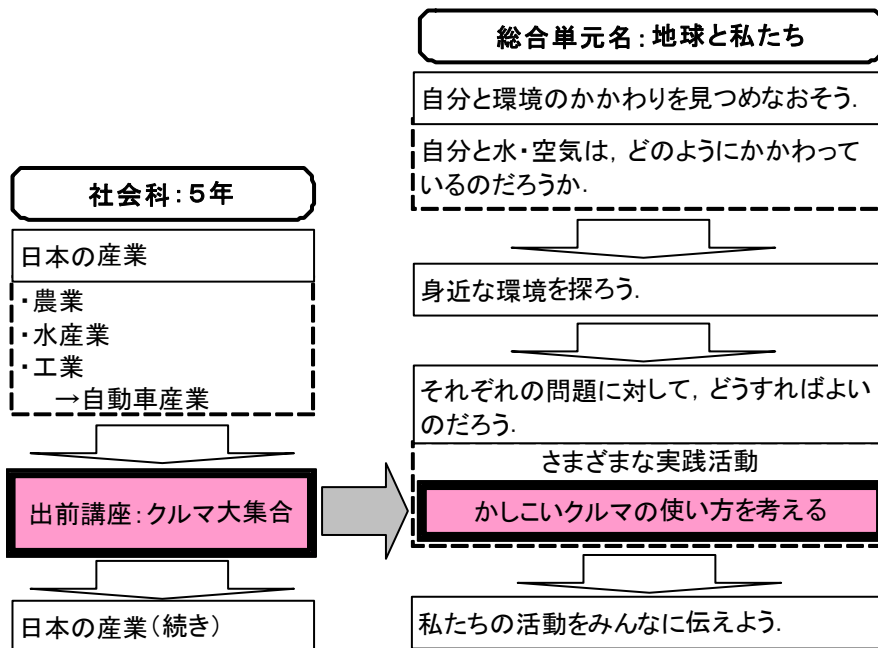 社会科：５年
日本の産業
・農業
・水産業
・工業
→自動車産業
出前講座：クルマ大集合
日本の産業（続き）
総合単元名：地球と私たち
自分と環境のかかわりを見つめなおそう．
自分と水・空気は，どのようにかかわって
いるのだろうか．
身近な環境を探ろう．
それぞれの問題に対して，どうすればよい
のだろう．
さまざまな実践活動
かしこいクルマの使い方を考える
私たちの活動をみんなに伝えよう．